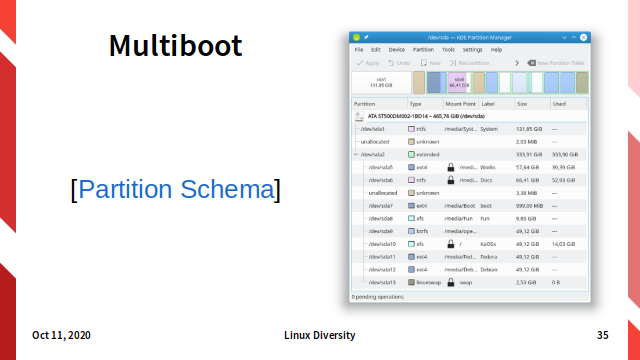 Multiboot
[Partition Schema]
/dev/sda — KDE Partition Manager
File Edit Device Partition Tools Settings Help
Apply Undo New Resize/Move New Partition Table
sda1 sda6
131,85 GiB 66,41 GiB
Partition Type Mount Point Label Size Used
ATA ST500DM002-1BD14 – 465,76 GiB (/dev/sda)
/dev/sda1 ntfs /media/Syst... System 131,85 GiB ---
unallocated unknown 2,03 MiB ---
/dev/sda2 extended 333,91 GiB 333,90 GiB
/dev/sda5 ext4 /medi... Works 57,64 GiB 39,39 GiB
/dev/sda6 ntfs /medi... Docs 66,41 GiB 52,93 GiB
unallocated unknown 3,38 MiB ---
/dev/sda7 ext4 /media/Boot boot 999,00 MiB ---
/dev/sda8 xfs /media/Fun Fun 9,85 GiB ---
/dev/sda9 btrfs /media/ope... 49,12 GiB ---
/dev/sda10 xfs / KaOSx 49,12 GiB 14,03 GiB
/dev/sda11 ext4 /media/Fed... Fedora 49,12 GiB ---
/dev/sda12 ext4 /media/Deb... Debian 49,12 GiB ---
/dev/sda13 linuxswap swap 2,53 GiB 0 B
0 pending operations
Oct 11, 2020 Linux Diversity 35